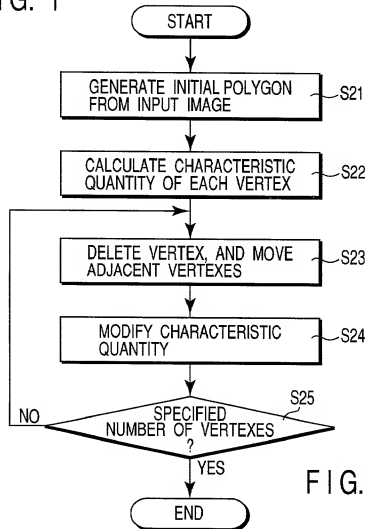 START
GENERATE INITIAL POLYGON
FROM INPUT IMAGE
S21
CALCULATE CHARACTERISTIC
QUANTITY OF EACH VERTEX
S22
DELETE VERTEX, AND MOVE
ADJACENT VERTEXES
S23
MODIFY CHARACTERISTIC
QUANTITY
S24
S25
SPECIFIED
NUMBER OF VERTEXES
?
NO
YES
FIG.
END